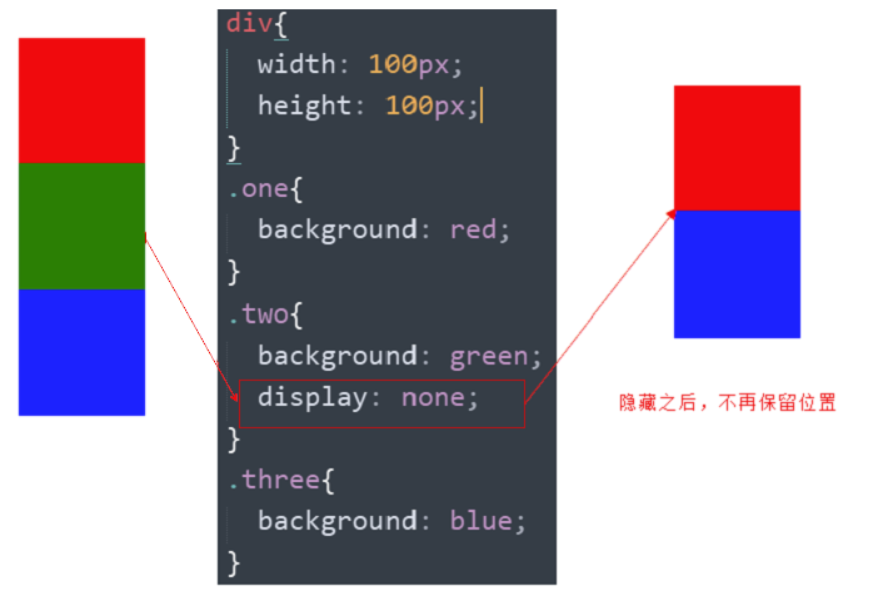 div{
width: 100px;
height: 100px;
}
.one{
background: red;
}
.two{
background: green;
display: none;
}
.three{
background: blue;
}
隐藏之后，不再保留位置